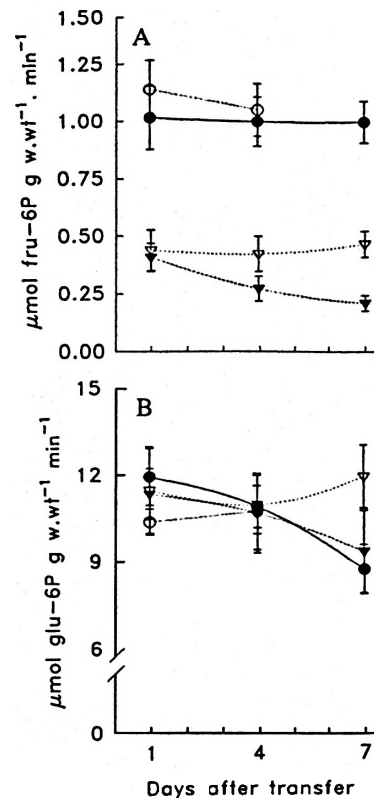 A
1.50
1.25
1.00
0.75
0.50
0.25
0.00
μmol fru-6P g w.wt⁻¹. min⁻¹
B
15
12
9
6
0
μmol glu-6P g w.wt⁻¹ min⁻¹
1 4 7
Days after transfer